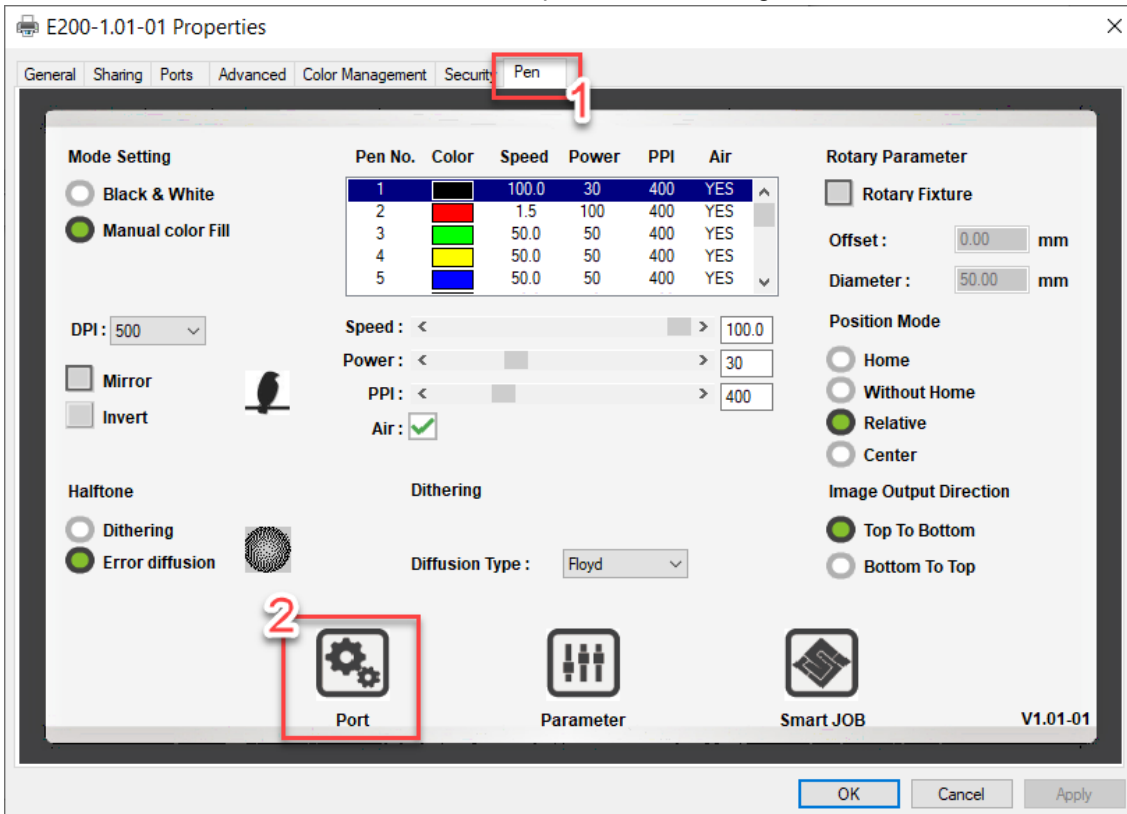 E200-1.01-01 Properties
General Sharing Ports Advanced Color Management Security Pen
1
Mode Setting
Black & White
Manual color Fill
Pen No. Color Speed Power PPI Air
1 100.0 30 400 YES
2 1.5 100 400 YES
3 50.0 50 400 YES
4 50.0 50 400 YES
5 50.0 50 400 YES
Rotary Parameter
Rotary Fixture
Offset : 0.00 mm
Diameter : 50.00 mm
DPI : 500
Mirror
Invert
Speed : < > 100.0
Power : < > 30
PPI : < > 400
Air :
Position Mode
Home
Without Home
Relative
Center
Halftone
Dithering
Error diffusion
Dithering
Diffusion Type : Floyd
Image Output Direction
Top To Bottom
Bottom To Top
2
Port
Parameter
Smart JOB
V1.01-01
OK Cancel Apply